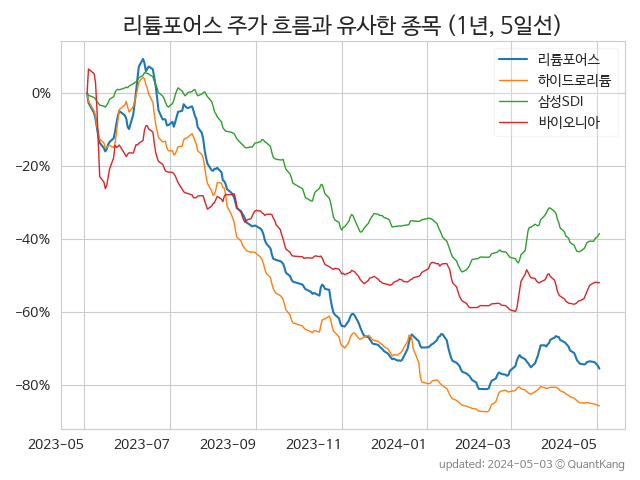 리튬포어스 주가 흐름과 유사한 종목 (1년, 5일선)
리튬포어스
하이드로리튬
삼성SDI
바이오니아
0%
−20%
−40%
−60%
−80%
2023-05 2023-07 2023-09 2023-11 2024-01 2024-03 2024-05
updated: 2024-05-03 © QuantKang